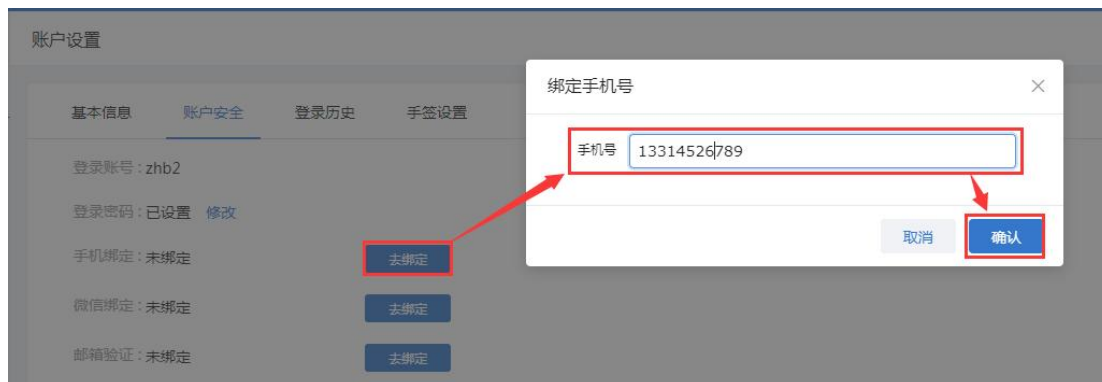 账户设置
基本信息 账户安全 登录历史 手签设置
登录账号：zhb2
登录密码：已设置 修改
手机绑定：未绑定 去绑定
微信绑定：未绑定 去绑定
邮箱验证：未绑定 去绑定
绑定手机号
手机号 13314526789
取消 确认